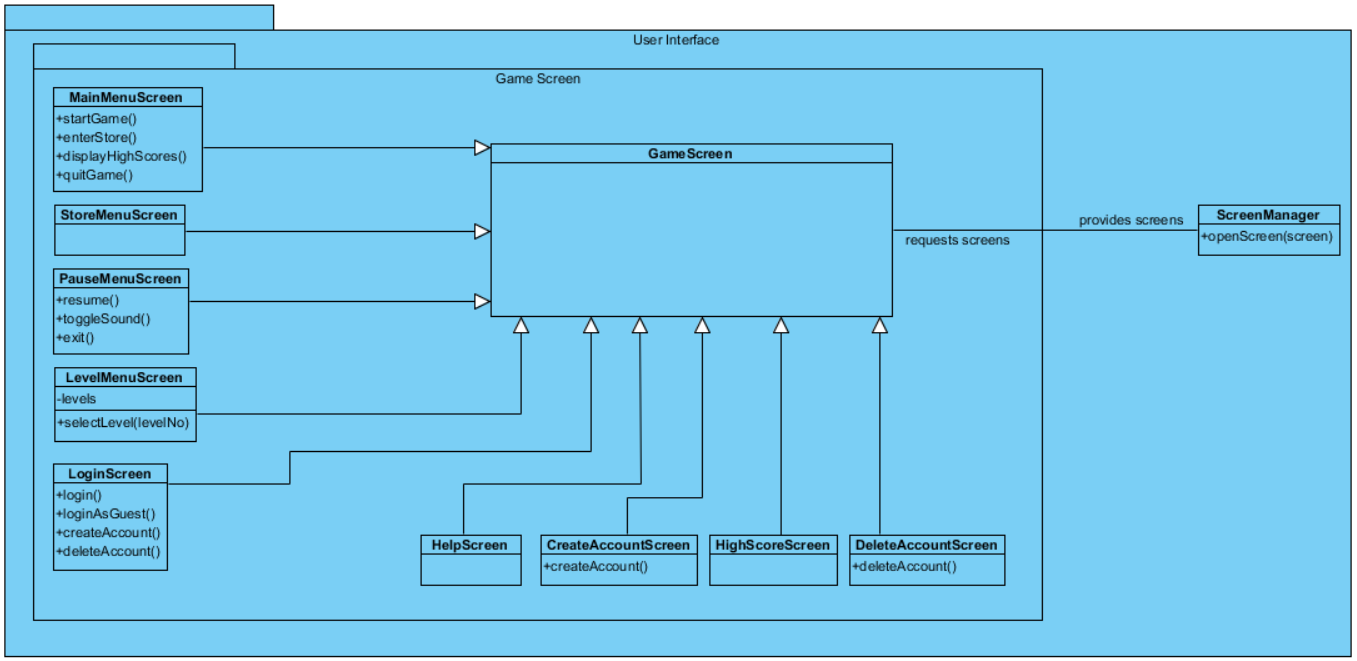 User Interface
Game Screen
MainMenuScreen
+startGame()
+enterStore()
+displayHighScores()
+quitGame()
GameScreen
StoreMenuScreen
provides screens
ScreenManager
+openScreen(screen)
requests screens
PauseMenuScreen
+resume()
+toggleSound()
+exit()
LevelMenuScreen
-levels
+selectLevel(levelNo)
LoginScreen
+login()
+loginAsGuest()
+createAccount()
+deleteAccount()
HelpScreen
CreateAccountScreen
+createAccount()
HighScoreScreen
DeleteAccountScreen
+deleteAccount()